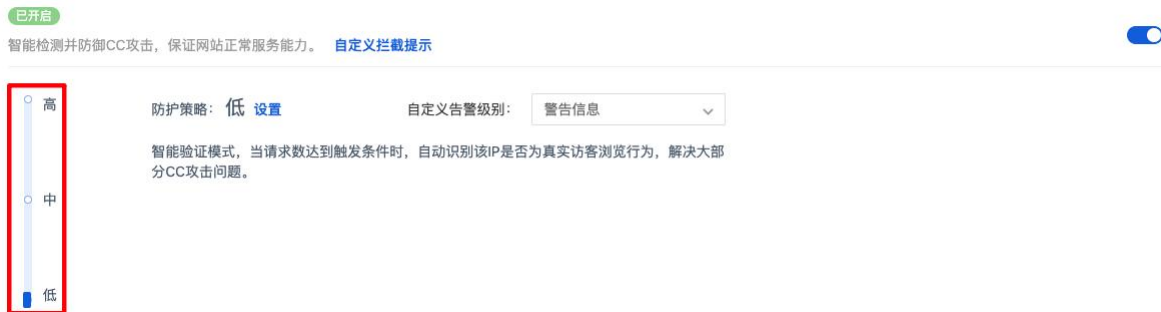 已开启
智能检测并防御CC攻击，保证网站正常服务能力。 自定义拦截提示
高
防护策略： 低 设置 自定义告警级别： 警告信息
智能验证模式，当请求数达到触发条件时，自动识别该IP是否为真实访客浏览行为，解决大部
分CC攻击问题。
中
低